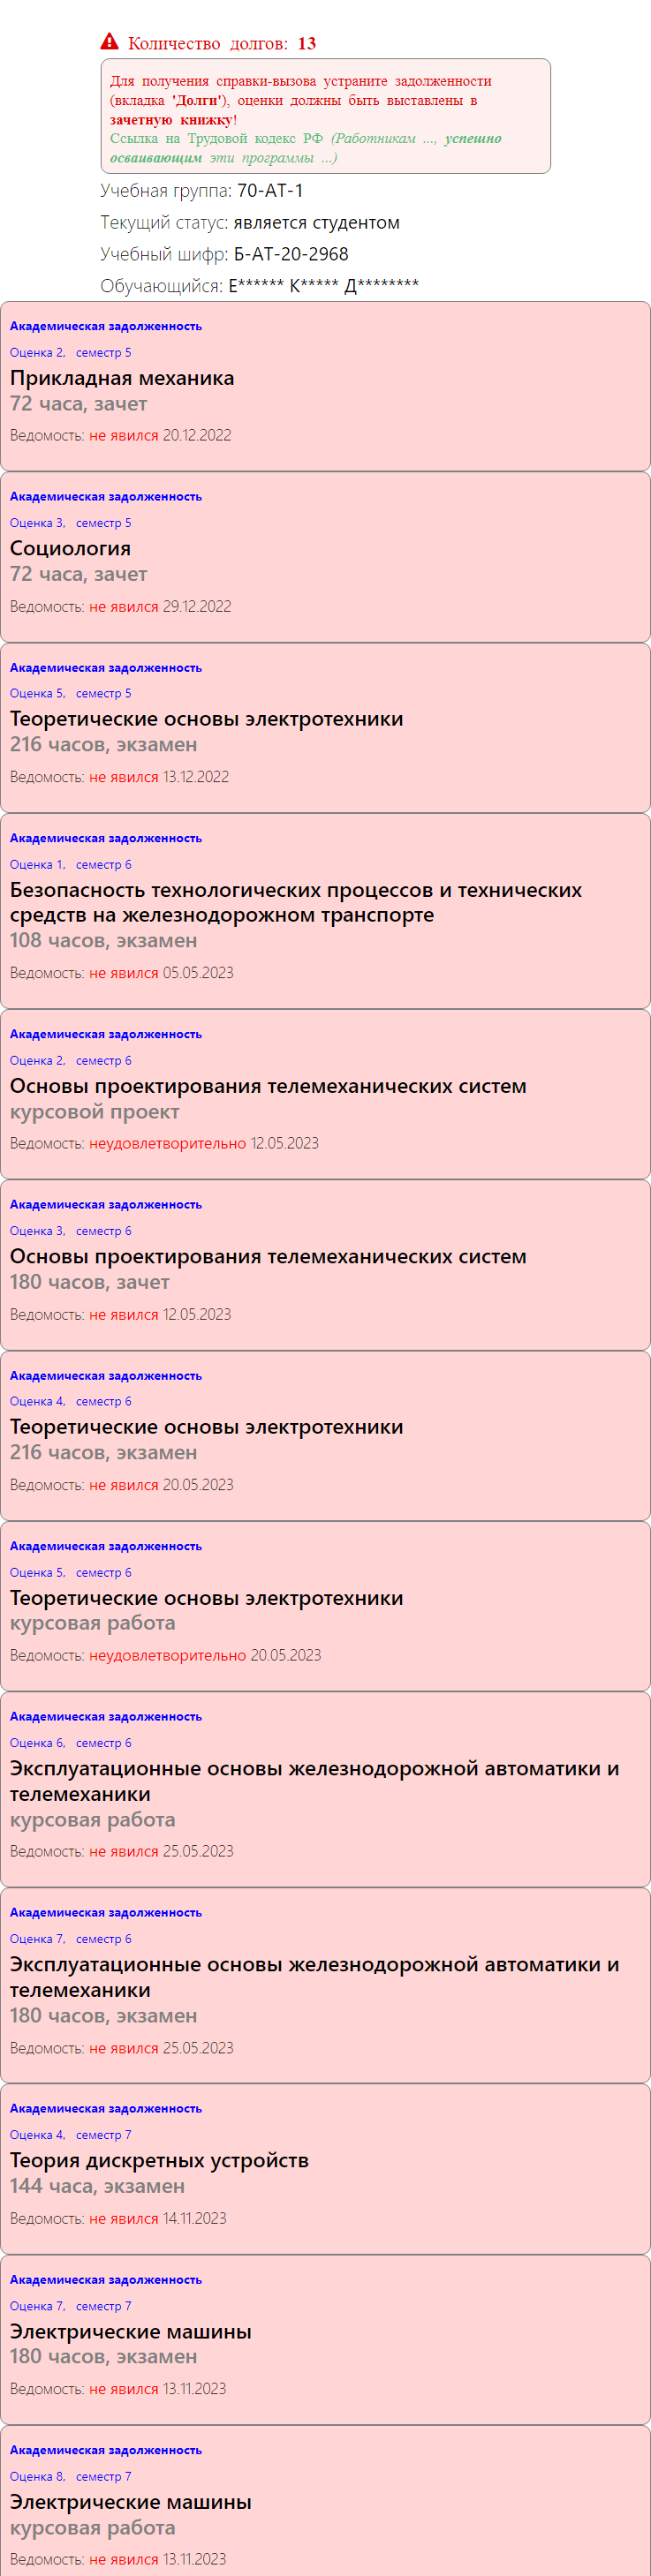 Количество долгов: 13
Для получения справки-вызова устраните задолженности
(вкладка 'Долги'), оценки должны быть выставлены в
зачетную книжку!
Ссылка на Трудовой кодекс РФ (Работникам ..., успешно
осваивающим эти программы ...)
Учебная группа: 70-АТ-1
Текущий статус: является студентом
Учебный шифр: Б-АТ-20-2968
Обучающийся: Е****** К***** Д********
Академическая задолженность
Оценка 2, семестр 5
Прикладная механика
72 часа, зачет
Ведомость: не явился 20.12.2022
Академическая задолженность
Оценка 3, семестр 5
Социология
72 часа, зачет
Ведомость: не явился 29.12.2022
Академическая задолженность
Оценка 5, семестр 5
Теоретические основы электротехники
216 часов, экзамен
Ведомость: не явился 13.12.2022
Академическая задолженность
Оценка 1, семестр 6
Безопасность технологических процессов и технических
средств на железнодорожном транспорте
108 часов, экзамен
Ведомость: не явился 05.05.2023
Академическая задолженность
Оценка 2, семестр 6
Основы проектирования телемеханических систем
курсовой проект
Ведомость: неудовлетворительно 12.05.2023
Академическая задолженность
Оценка 3, семестр 6
Основы проектирования телемеханических систем
180 часов, зачет
Ведомость: не явился 12.05.2023
Академическая задолженность
Оценка 4, семестр 6
Теоретические основы электротехники
216 часов, экзамен
Ведомость: не явился 20.05.2023
Академическая задолженность
Оценка 5, семестр 6
Теоретические основы электротехники
курсовая работа
Ведомость: неудовлетворительно 20.05.2023
Академическая задолженность
Оценка 6, семестр 6
Эксплуатационные основы железнодорожной автоматики и
телемеханики
курсовая работа
Ведомость: не явился 25.05.2023
Академическая задолженность
Оценка 7, семестр 6
Эксплуатационные основы железнодорожной автоматики и
телемеханики
180 часов, экзамен
Ведомость: не явился 25.05.2023
Академическая задолженность
Оценка 4, семестр 7
Теория дискретных устройств
144 часа, экзамен
Ведомость: не явился 14.11.2023
Академическая задолженность
Оценка 7, семестр 7
Электрические машины
180 часов, экзамен
Ведомость: не явился 13.11.2023
Академическая задолженность
Оценка 8, семестр 7
Электрические машины
курсовая работа
Ведомость: не явился 13.11.2023